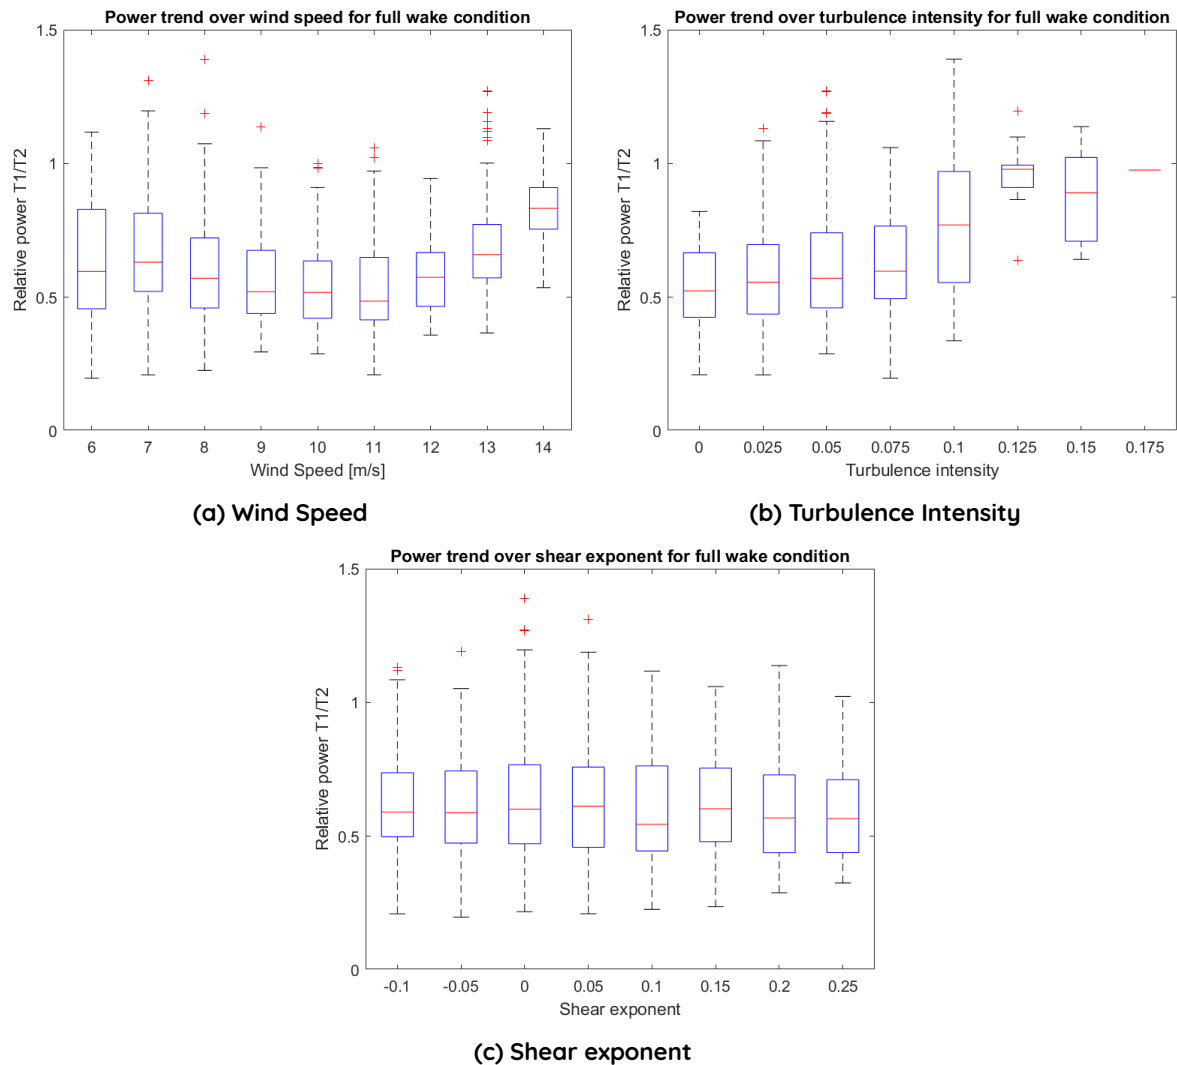 Power trend over wind speed for full wake condition
1.5
1
0.5
0
Relative power T1/T2
6 7 8 9 10 11 12 13 14
Wind Speed [m/s]
(a) Wind Speed
Power trend over turbulence intensity for full wake condition
1.5
1
0.5
0
Relative power T1/T2
0 0.025 0.05 0.075 0.1 0.125 0.15 0.175
Turbulence intensity
(b) Turbulence Intensity
Power trend over shear exponent for full wake condition
1.5
1
0.5
0
Relative power T1/T2
-0.1 -0.05 0 0.05 0.1 0.15 0.2 0.25
Shear exponent
(c) Shear exponent